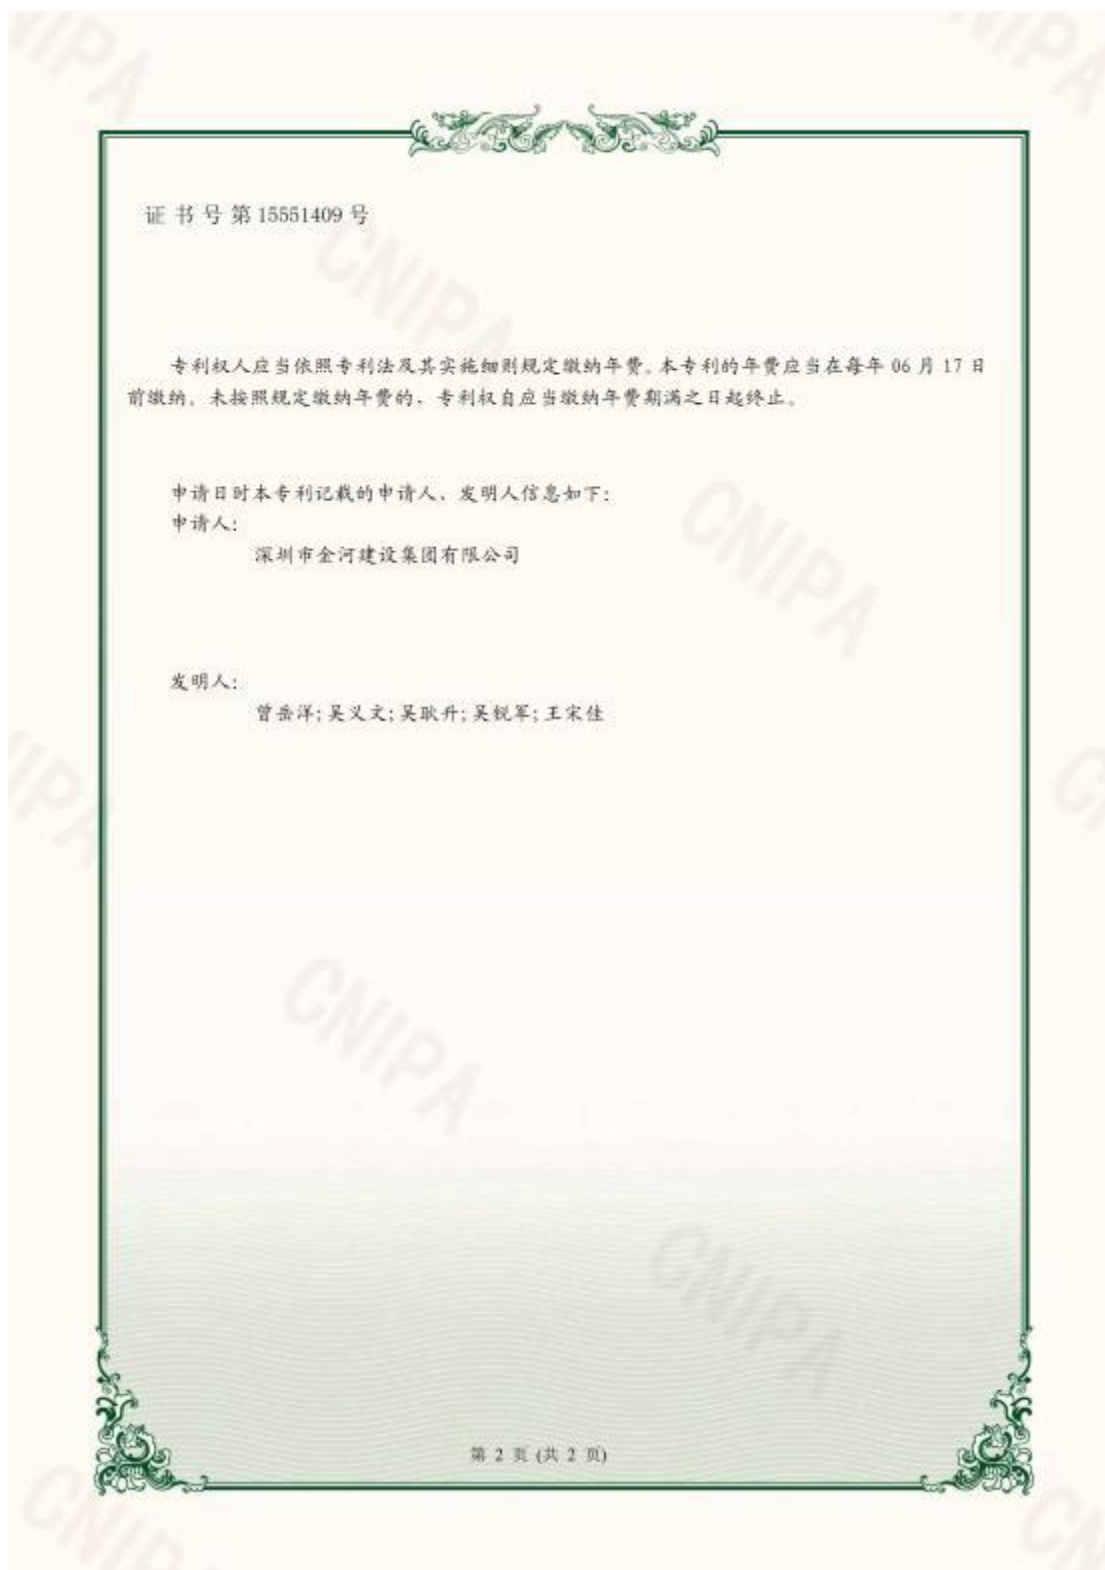 证书号第15551409号
专利权人应当依照专利法及其实施细则规定缴纳年费。本专利的年费应当在每年 06 月 17 日
前缴纳。未按照规定缴纳年费的，专利权自应当缴纳年费期满之日起终止。
申请日时本专利记载的申请人、发明人信息如下：
申请人：
深圳市金河建设集团有限公司
发明人：
曾岳洋;吴义文;吴耿升;吴锐军;王宋佳
第 2 页 (共 2 页)
CNIPA
CNIPA
CNIPA
CNIPA